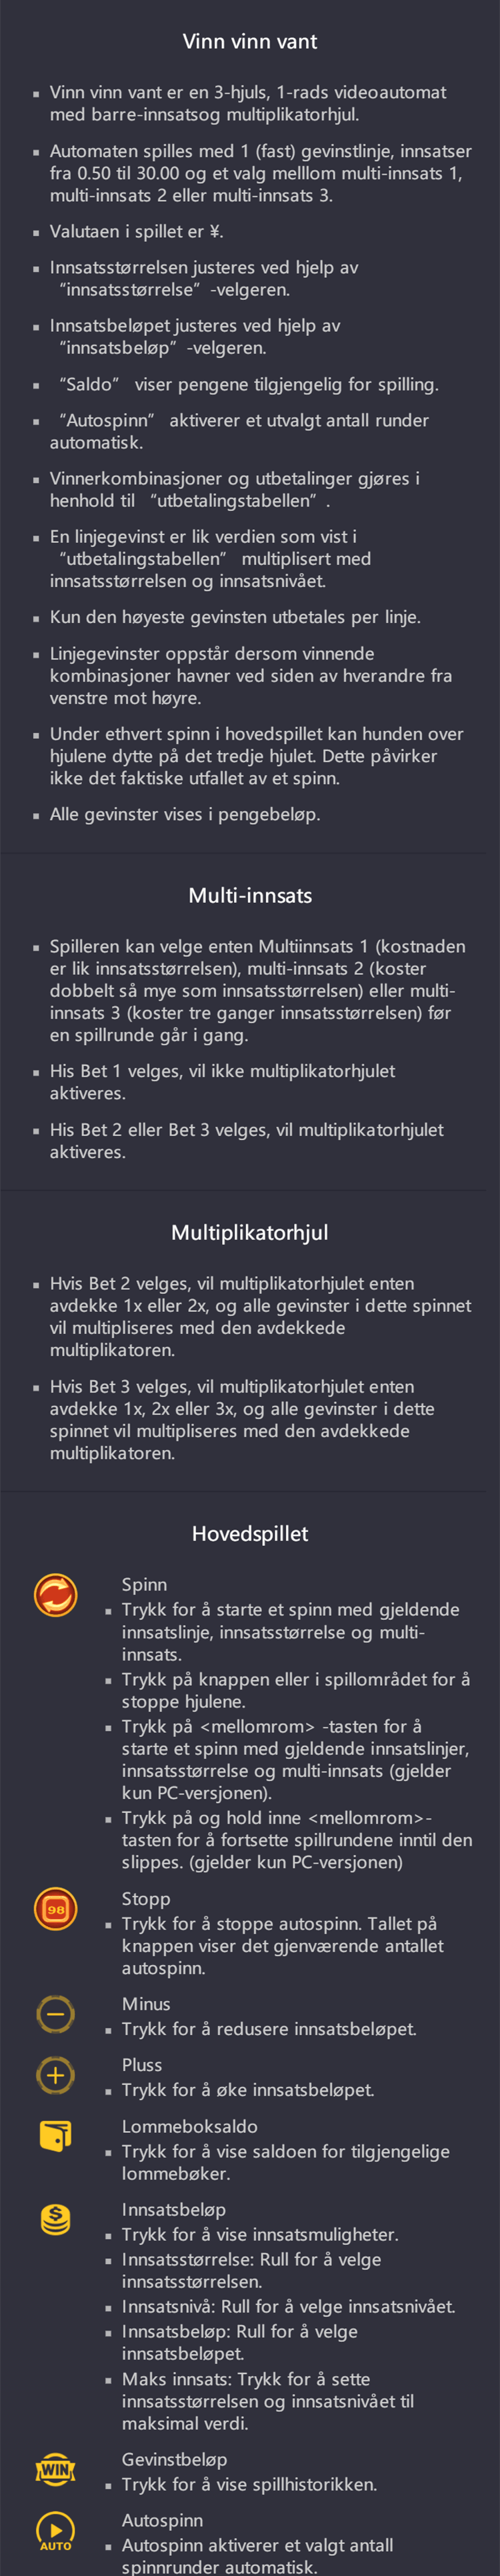 Vinn vinn vant
▪ Vinn vinn vant er en 3-hjuls, 1-rads videoautomat
med barre-innsatsog multiplikatorhjul.
▪ Automaten spilles med 1 (fast) gevinstlinje, innsatser
fra 0.50 til 30.00 og et valg melllom multi-innsats 1,
multi-innsats 2 eller multi-innsats 3.
▪ Valutaen i spillet er ¥.
▪ Innsatsstørrelsen justeres ved hjelp av
“innsatsstørrelse” -velgeren.
▪ Innsatsbeløpet justeres ved hjelp av
“innsatsbeløp” -velgeren.
▪ “Saldo” viser pengene tilgjengelig for spilling.
▪ “Autospinn” aktiverer et utvalgt antall runder
automatisk.
▪ Vinnerkombinasjoner og utbetalinger gjøres i
henhold til “utbetalingstabellen” .
▪ En linjegevinst er lik verdien som vist i
“utbetalingstabellen” multiplisert med
innsatsstørrelsen og innsatsnivået.
▪ Kun den høyeste gevinsten utbetales per linje.
▪ Linjegevinster oppstår dersom vinnende
kombinasjoner havner ved siden av hverandre fra
venstre mot høyre.
▪ Under ethvert spinn i hovedspillet kan hunden over
hjulene dytte på det tredje hjulet. Dette påvirker
ikke det faktiske utfallet av et spinn.
▪ Alle gevinster vises i pengebeløp.
Multi-innsats
▪ Spilleren kan velge enten Multiinnsats 1 (kostnaden
er lik innsatsstørrelsen), multi-innsats 2 (koster
dobbelt så mye som innsatsstørrelsen) eller multi-
innsats 3 (koster tre ganger innsatsstørrelsen) før
en spillrunde går i gang.
▪ His Bet 1 velges, vil ikke multiplikatorhjulet
aktiveres.
▪ His Bet 2 eller Bet 3 velges, vil multiplikatorhjulet
aktiveres.
Multiplikatorhjul
▪ Hvis Bet 2 velges, vil multiplikatorhjulet enten
avdekke 1x eller 2x, og alle gevinster i dette spinnet
vil multipliseres med den avdekkede
multiplikatoren.
▪ Hvis Bet 3 velges, vil multiplikatorhjulet enten
avdekke 1x, 2x eller 3x, og alle gevinster i dette
spinnet vil multipliseres med den avdekkede
multiplikatoren.
Hovedspillet
Spinn
▪ Trykk for å starte et spinn med gjeldende
innsatslinje, innsatsstørrelse og multi-
innsats.
▪ Trykk på knappen eller i spillområdet for å
stoppe hjulene.
▪ Trykk på <mellomrom> -tasten for å
starte et spinn med gjeldende innsatslinjer,
innsatsstørrelse og multi-innsats (gjelder
kun PC-versjonen).
▪ Trykk på og hold inne <mellomrom>-
tasten for å fortsette spillrundene inntil den
slippes. (gjelder kun PC-versjonen)
98
Stopp
▪ Trykk for å stoppe autospinn. Tallet på
knappen viser det gjenværende antallet
autospinn.
Minus
▪ Trykk for å redusere innsatsbeløpet.
Pluss
▪ Trykk for å øke innsatsbeløpet.
Lommeboksaldo
▪ Trykk for å vise saldoen for tilgjengelige
lommebøker.
$
Innsatsbeløp
▪ Trykk for å vise innsatsmuligheter.
▪ Innsatsstørrelse: Rull for å velge
innsatsstørrelsen.
▪ Innsatsnivå: Rull for å velge innsatsnivået.
▪ Innsatsbeløp: Rull for å velge
innsatsbeløpet.
▪ Maks innsats: Trykk for å sette
innsatsstørrelsen og innsatsnivået til
maksimal verdi.
WIN
Gevinstbeløp
▪ Trykk for å vise spillhistorikken.
AUTO
Autospinn
▪ Autospinn aktiverer et valgt antall
spinnrunder automatisk.